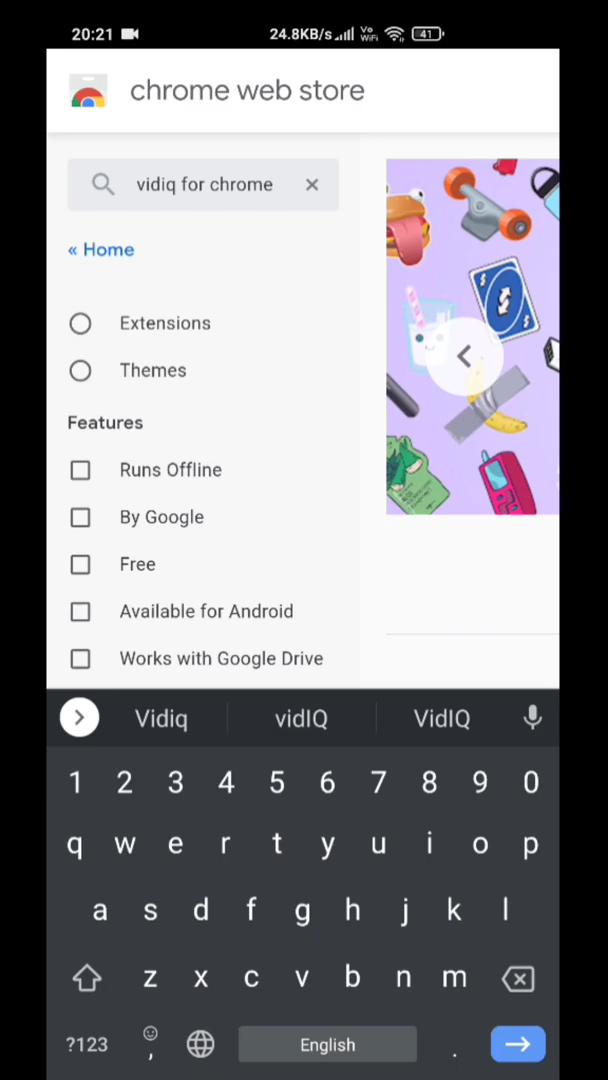 20:21 24.8KB/s Vo WiFi 41
chrome web store
vidiq for chrome ×
« Home
Extensions
Themes
Features
Runs Offline
By Google
Free
Available for Android
Works with Google Drive
Vidiq vidIQ VidIQ
1 2 3 4 5 6 7 8 9 0
q w e r t y u i o p
a s d f g h j k l
z x c v b n m
?123 , English .